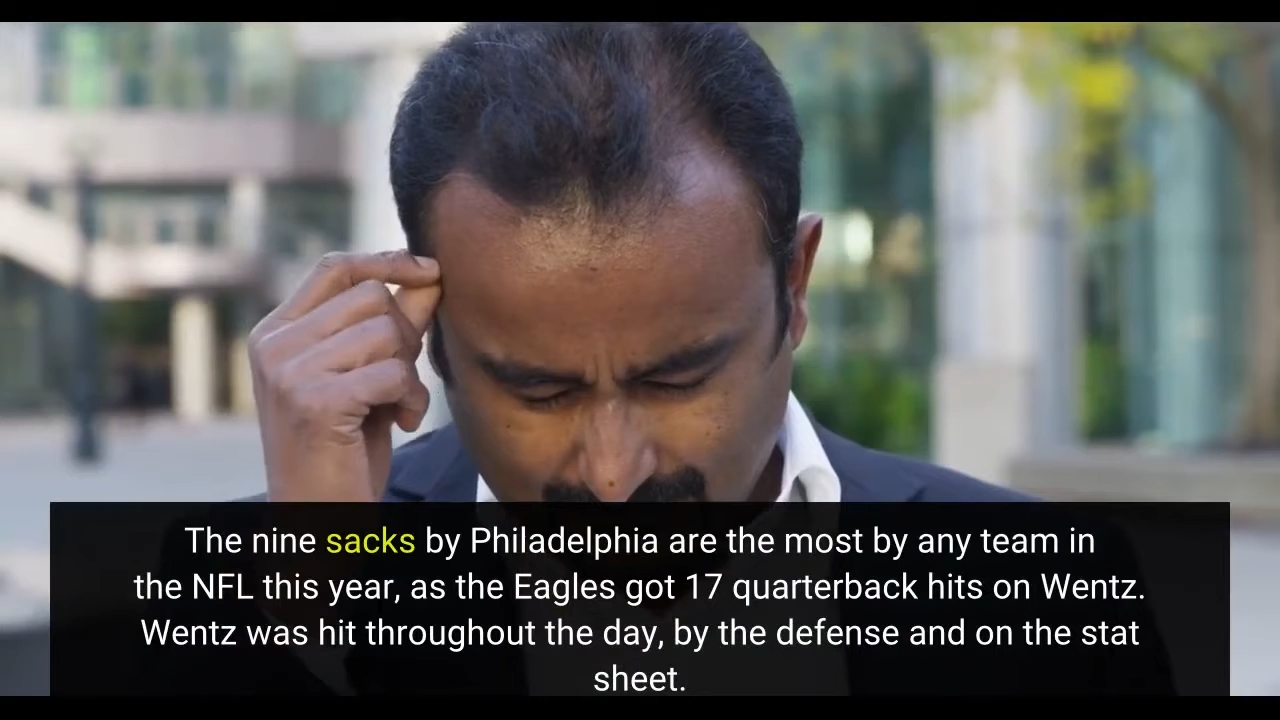 The nine sacks by Philadelphia are the most by any team in
the NFL this year, as the Eagles got 17 quarterback hits on Wentz.
Wentz was hit throughout the day, by the defense and on the stat
sheet.